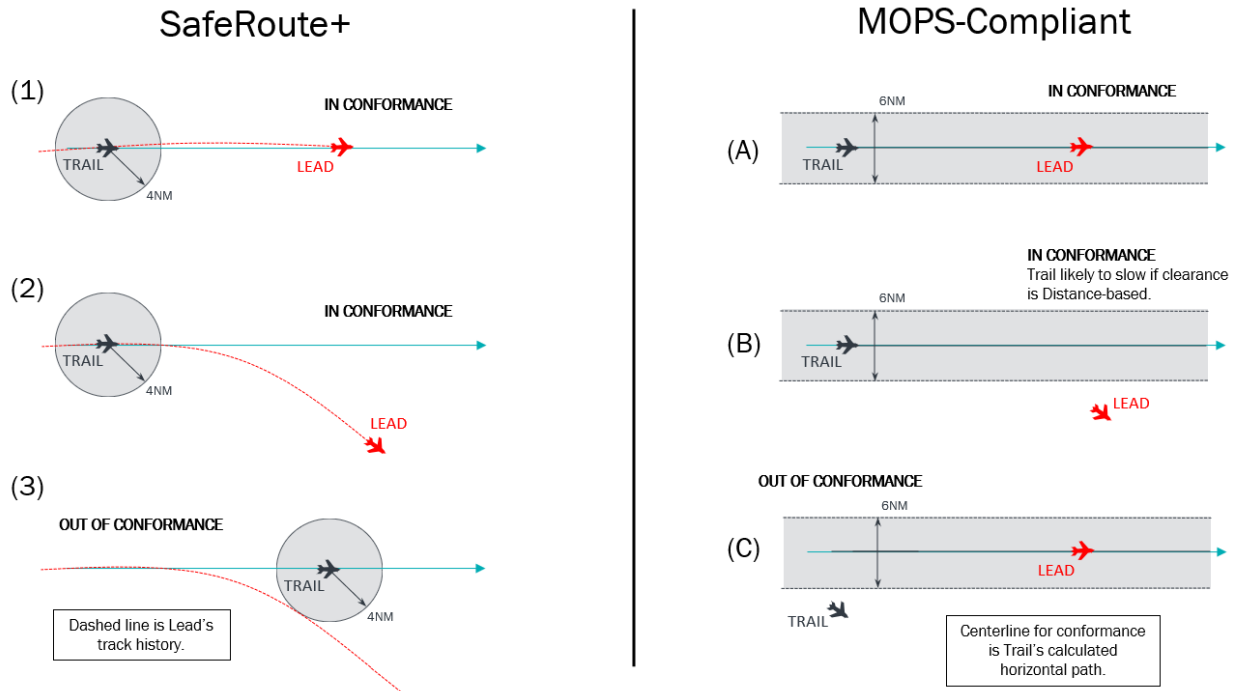 SafeRoute+
(1)
IN CONFORMANCE
TRAIL
LEAD
4NM
(2)
IN CONFORMANCE
TRAIL
4NM
LEAD
(3)
OUT OF CONFORMANCE
TRAIL
4NM
Dashed line is Lead's
track history.
MOPS-Compliant
IN CONFORMANCE
6NM
(A)
TRAIL
LEAD
IN CONFORMANCE
Trail likely to slow if clearance
is Distance-based.
6NM
(B)
TRAIL
LEAD
OUT OF CONFORMANCE
6NM
(C)
LEAD
TRAIL
Centerline for conformance
is Trail's calculated
horizontal path.